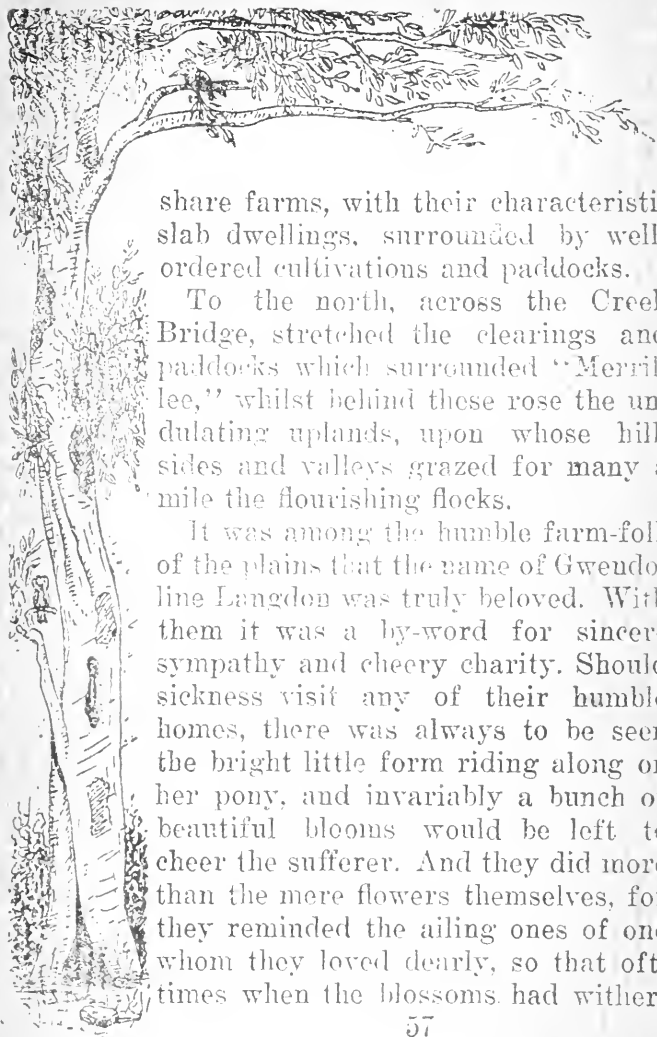 share farms, with their characteristi
slab dwellings, surrounded by well
ordered cultivations and paddocks.
To the north, across the Creek
Bridge, stretched the clearings and
paddocks which surrounded "Merril
lee," whilst behind these rose the un
dulating uplands, upon whose hill
sides and valleys grazed for many a
mile the flourishing flocks.
It was among the humble farm-folk
of the plains that the name of Gwendo
line Langdon was truly beloved. With
them it was a by-word for sincere
sympathy and cheery charity. Should
sickness visit any of their humble
homes, there was always to be seen
the bright little form riding along on
her pony, and invariably a bunch of
beautiful blooms would be left to
cheer the sufferer. And they did more
than the mere flowers themselves, for
they reminded the ailing ones of one
whom they loved dearly, so that oft
times when the blossoms had wither
57